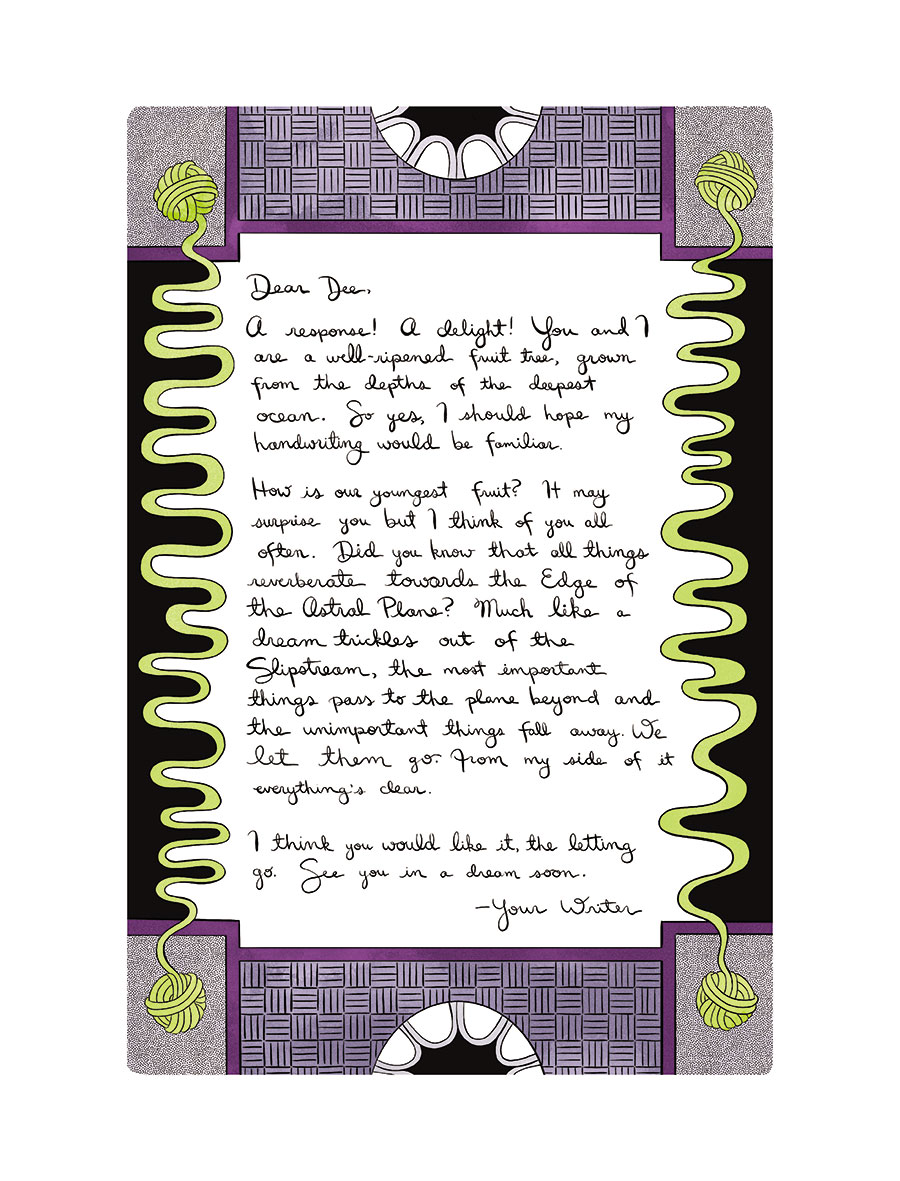 Dear Dee,
A response! A delight! You and I
are a well-ripened fruit tree, grown
from the depths of the deepest
ocean. So yes, I should hope my
handwriting would be familiar.
How is our youngest fruit? It may
surprise you but I think of you all
often. Did you know that all things
reverberate towards the Edge of
the Astral Plane? Much like a
dream trickles out of the
Slipstream, the most important
things pass to the plane beyond and
the unimportant things fall away. We
let them go. From my side of it
everything's clear.
I think you would like it, the letting
go. See you in a dream soon.
-Your Writer